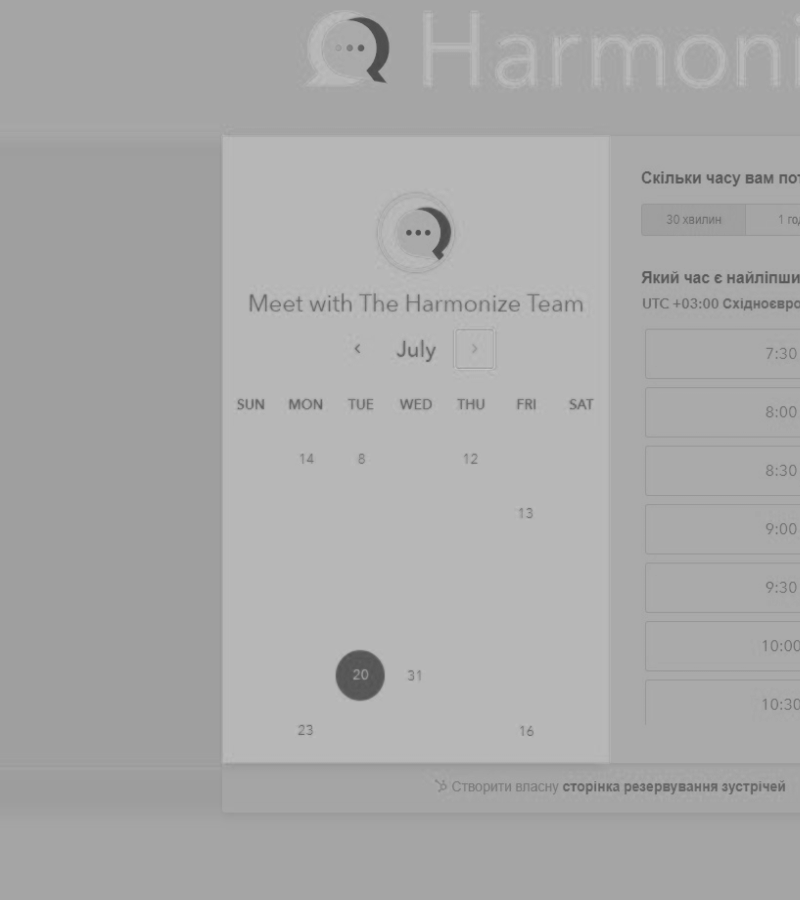 Harmoni
Meet with The Harmonize Team
July
SUN MON TUE WED THU FRI SAT
14 8 12
13
20 31
23 16
Скільки часу вам пот
30 хвилин 1 год
Який час є найліпши
UTC +03:00 Східноєвро
7:30
8:00
8:30
9:00
9:30
10:00
10:30
Створити власну сторінка резервування зустрічей